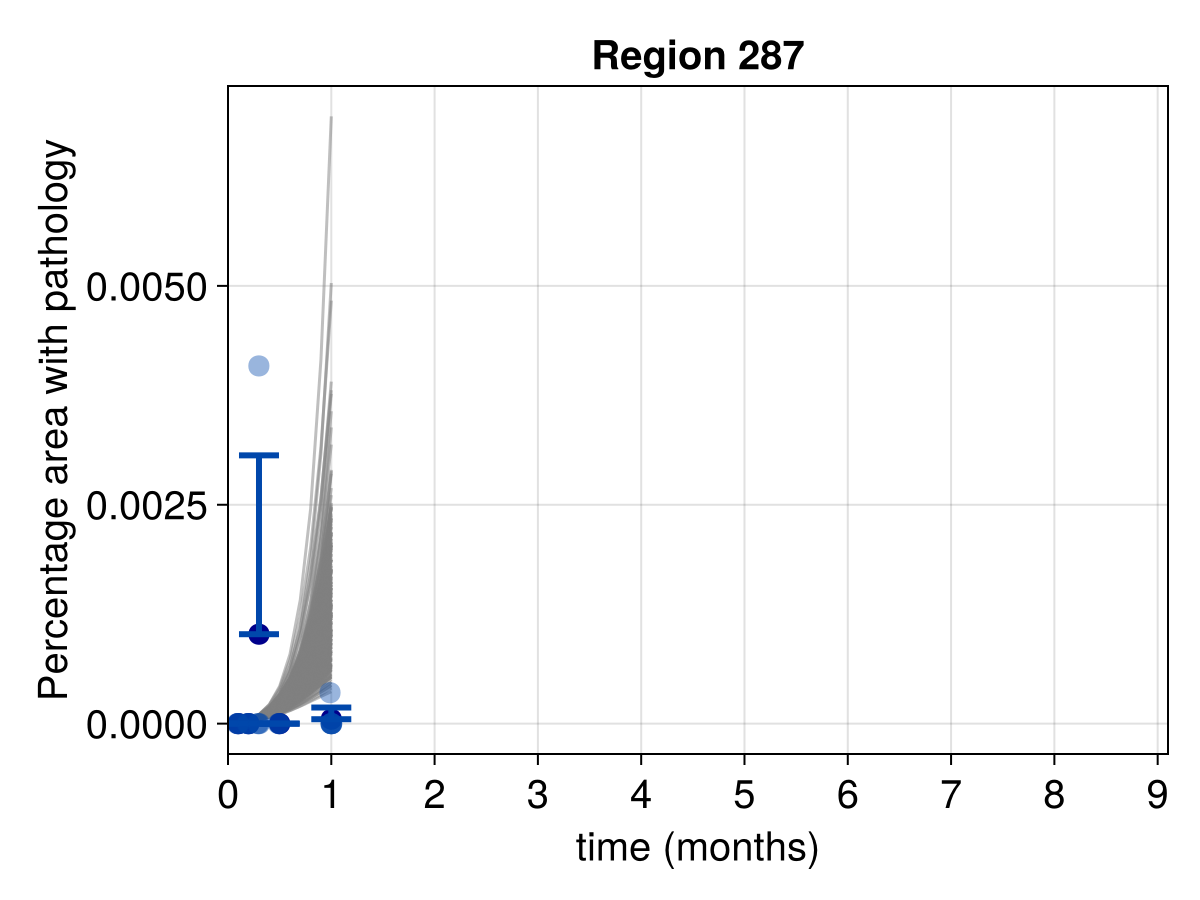 Region 287
Percentage area with pathology
0.0050
0.0025
0.0000
0 1 2 3 4 5 6 7 8 9
time (months)